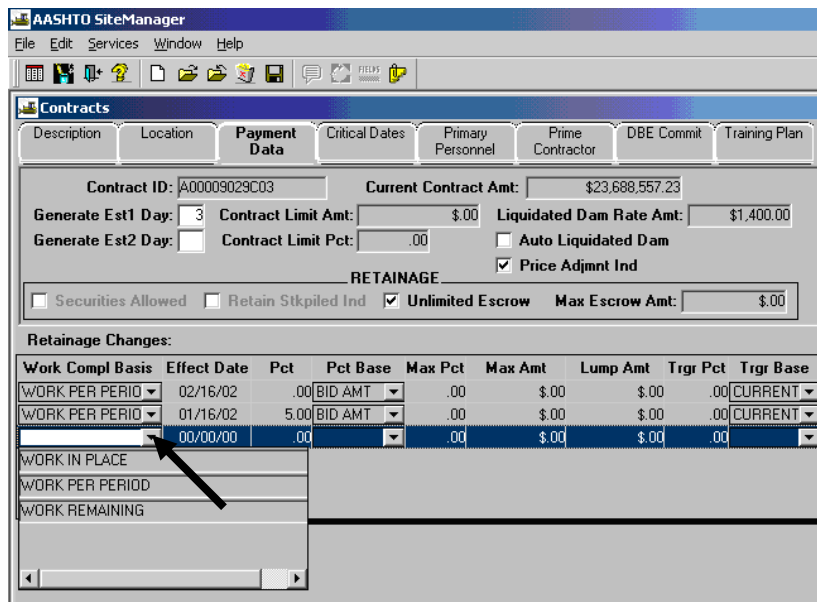 AASHTO SiteManager
File Edit Services Window Help
FIELDS
Contracts
Description Location Payment Data Critical Dates Primary Personnel Prime Contractor DBE Commit Training Plan
Contract ID: A00009029C03 Current Contract Amt: $23,688,557.23
Generate Est1 Day: 3 Contract Limit Amt: $.00 Liquidated Dam Rate Amt: $1,400.00
Generate Est2 Day: Contract Limit Pct: .00 Auto Liquidated Dam
Price Adjmnt Ind
RETAINAGE
Securities Allowed Retain Stkpiled Ind Unlimited Escrow Max Escrow Amt: $.00
Retainage Changes:
Work Compl Basis Effect Date Pct Pct Base Max Pct Max Amt Lump Amt Trgr Pct Trgr Base
WORK PER PERIO 02/16/02 .00 BID AMT .00 $.00 $.00 .00 CURRENT
WORK PER PERIO 01/16/02 5.00 BID AMT .00 $.00 $.00 .00 CURRENT
00/00/00 .00 .00 $.00 $.00 .00
WORK IN PLACE
WORK PER PERIOD
WORK REMAINING